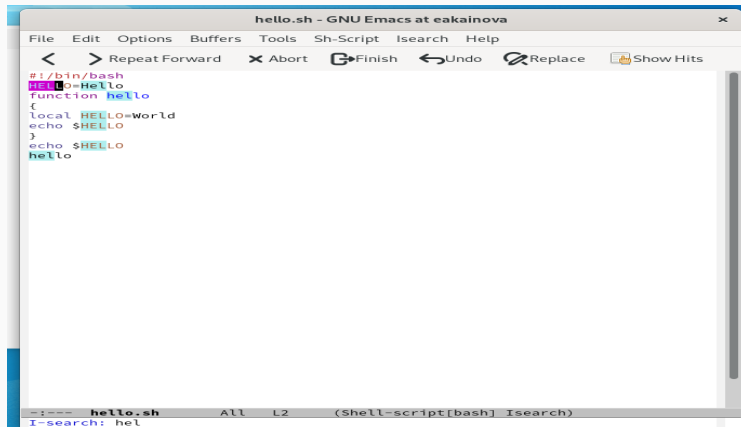 hello.sh - GNU Emacs at eakainova ×
File Edit Options Buffers Tools Sh-Script Isearch Help
Repeat Forward Abort Finish Undo Replace Show Hits
#!/bin/bash
HELLO=Hello
function hello
{
local HELLO=World
echo $HELLO
}
echo $HELLO
hello
-:--- hello.sh All L2 (Shell-script[bash] Isearch)
I-search: hel